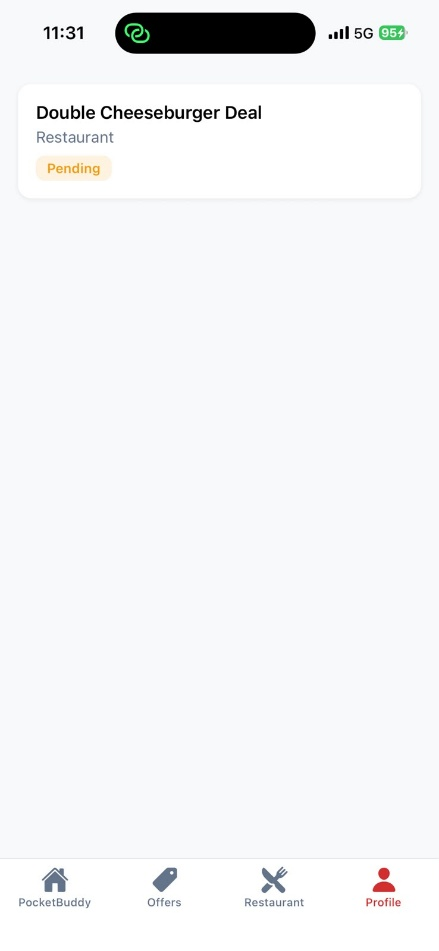 11:31
5G
95
Double Cheeseburger Deal
Restaurant
Pending
PocketBuddy
Offers
Restaurant
Profile